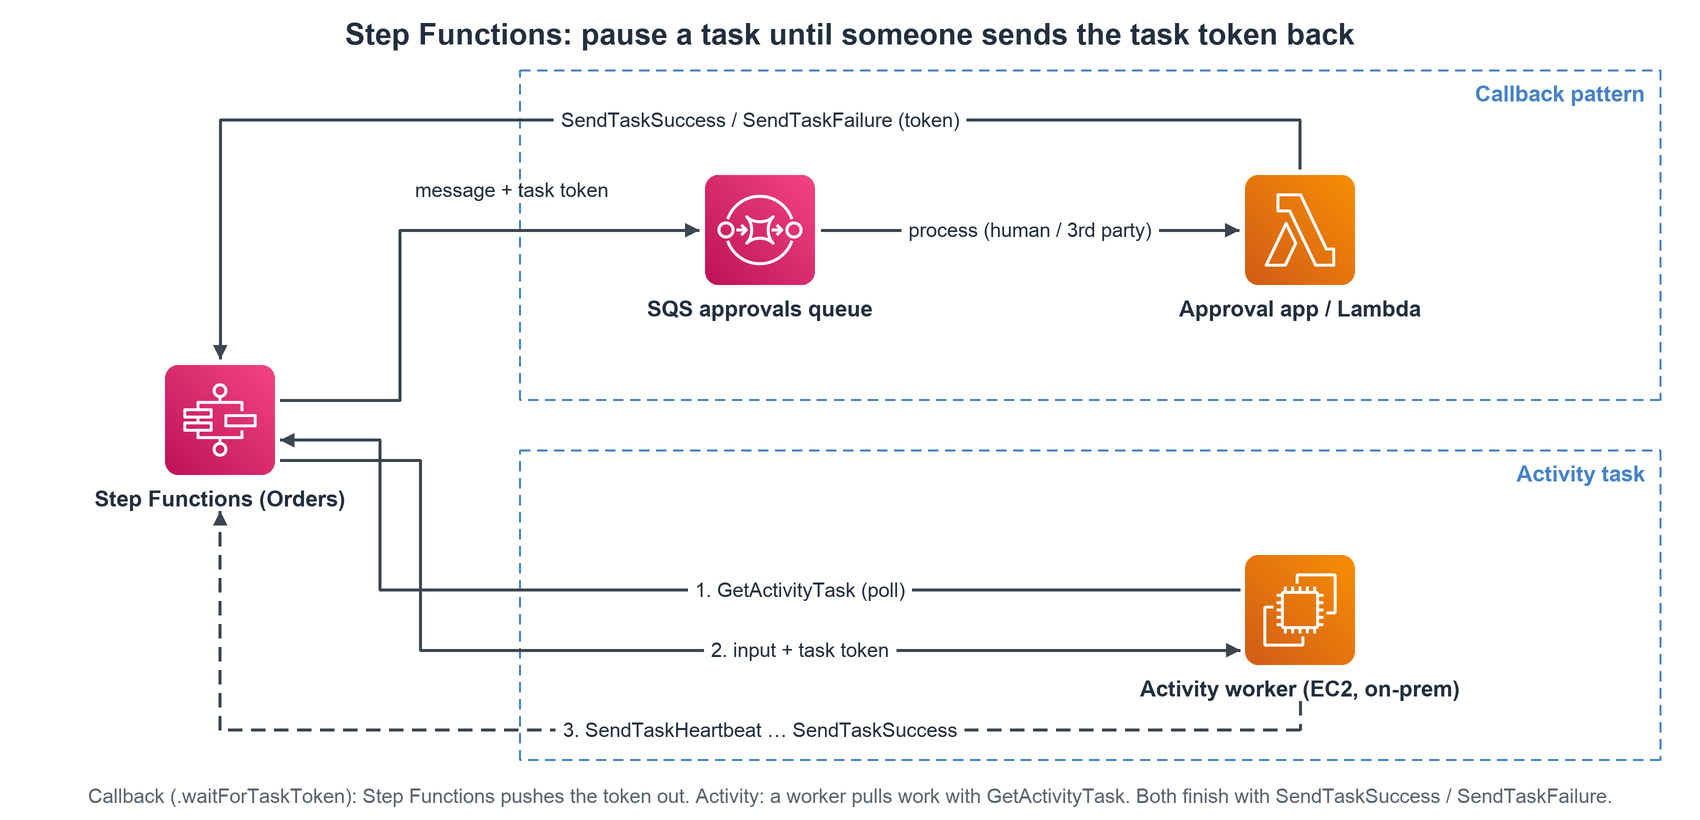 Step Functions: pause a task until someone sends the task token back
Callback pattern
SendTaskSuccess / SendTaskFailure (token)
message + task token
process (human / 3rd party)
SQS approvals queue
Approval app / Lambda
Step Functions (Orders)
Activity task
1. GetActivityTask (poll)
2. input + task token
Activity worker (EC2, on-prem)
3. SendTaskHeartbeat … SendTaskSuccess
Callback (.waitForTaskToken): Step Functions pushes the token out. Activity: a worker pulls work with GetActivityTask. Both finish with SendTaskSuccess / SendTaskFailure.